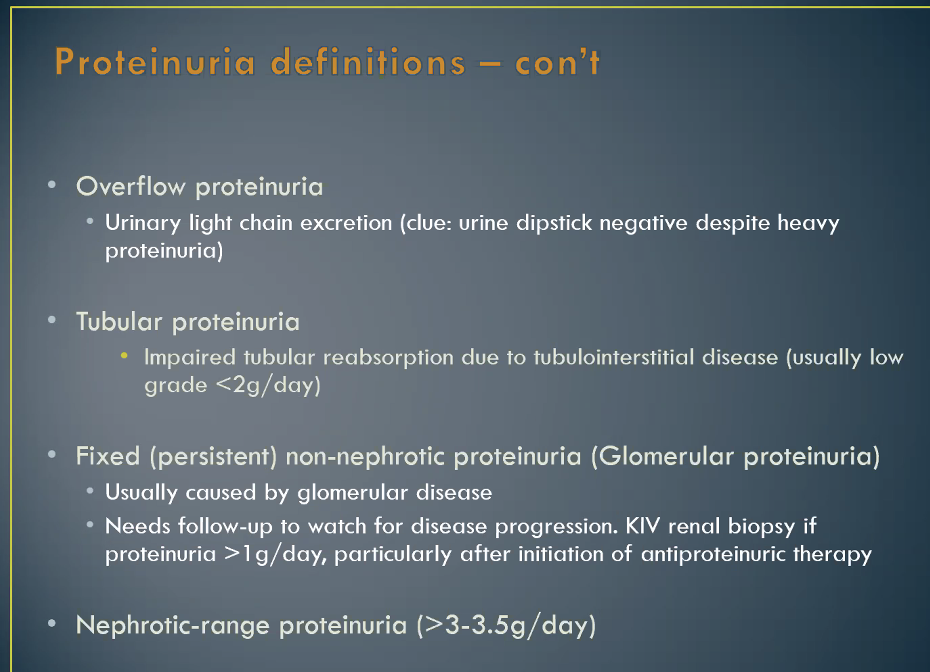 Proteinuria definitions – con't
• Overflow proteinuria
• Urinary light chain excretion (clue: urine dipstick negative despite heavy
proteinuria)
• Tubular proteinuria
• Impaired tubular reabsorption due to tubulointerstitial disease (usually low
grade <2g/day)
• Fixed (persistent) non-nephrotic proteinuria (Glomerular proteinuria)
• Usually caused by glomerular disease
• Needs follow-up to watch for disease progression. KIV renal biopsy if
proteinuria >1g/day, particularly after initiation of antiproteinuric therapy
• Nephrotic-range proteinuria (>3-3.5g/day)